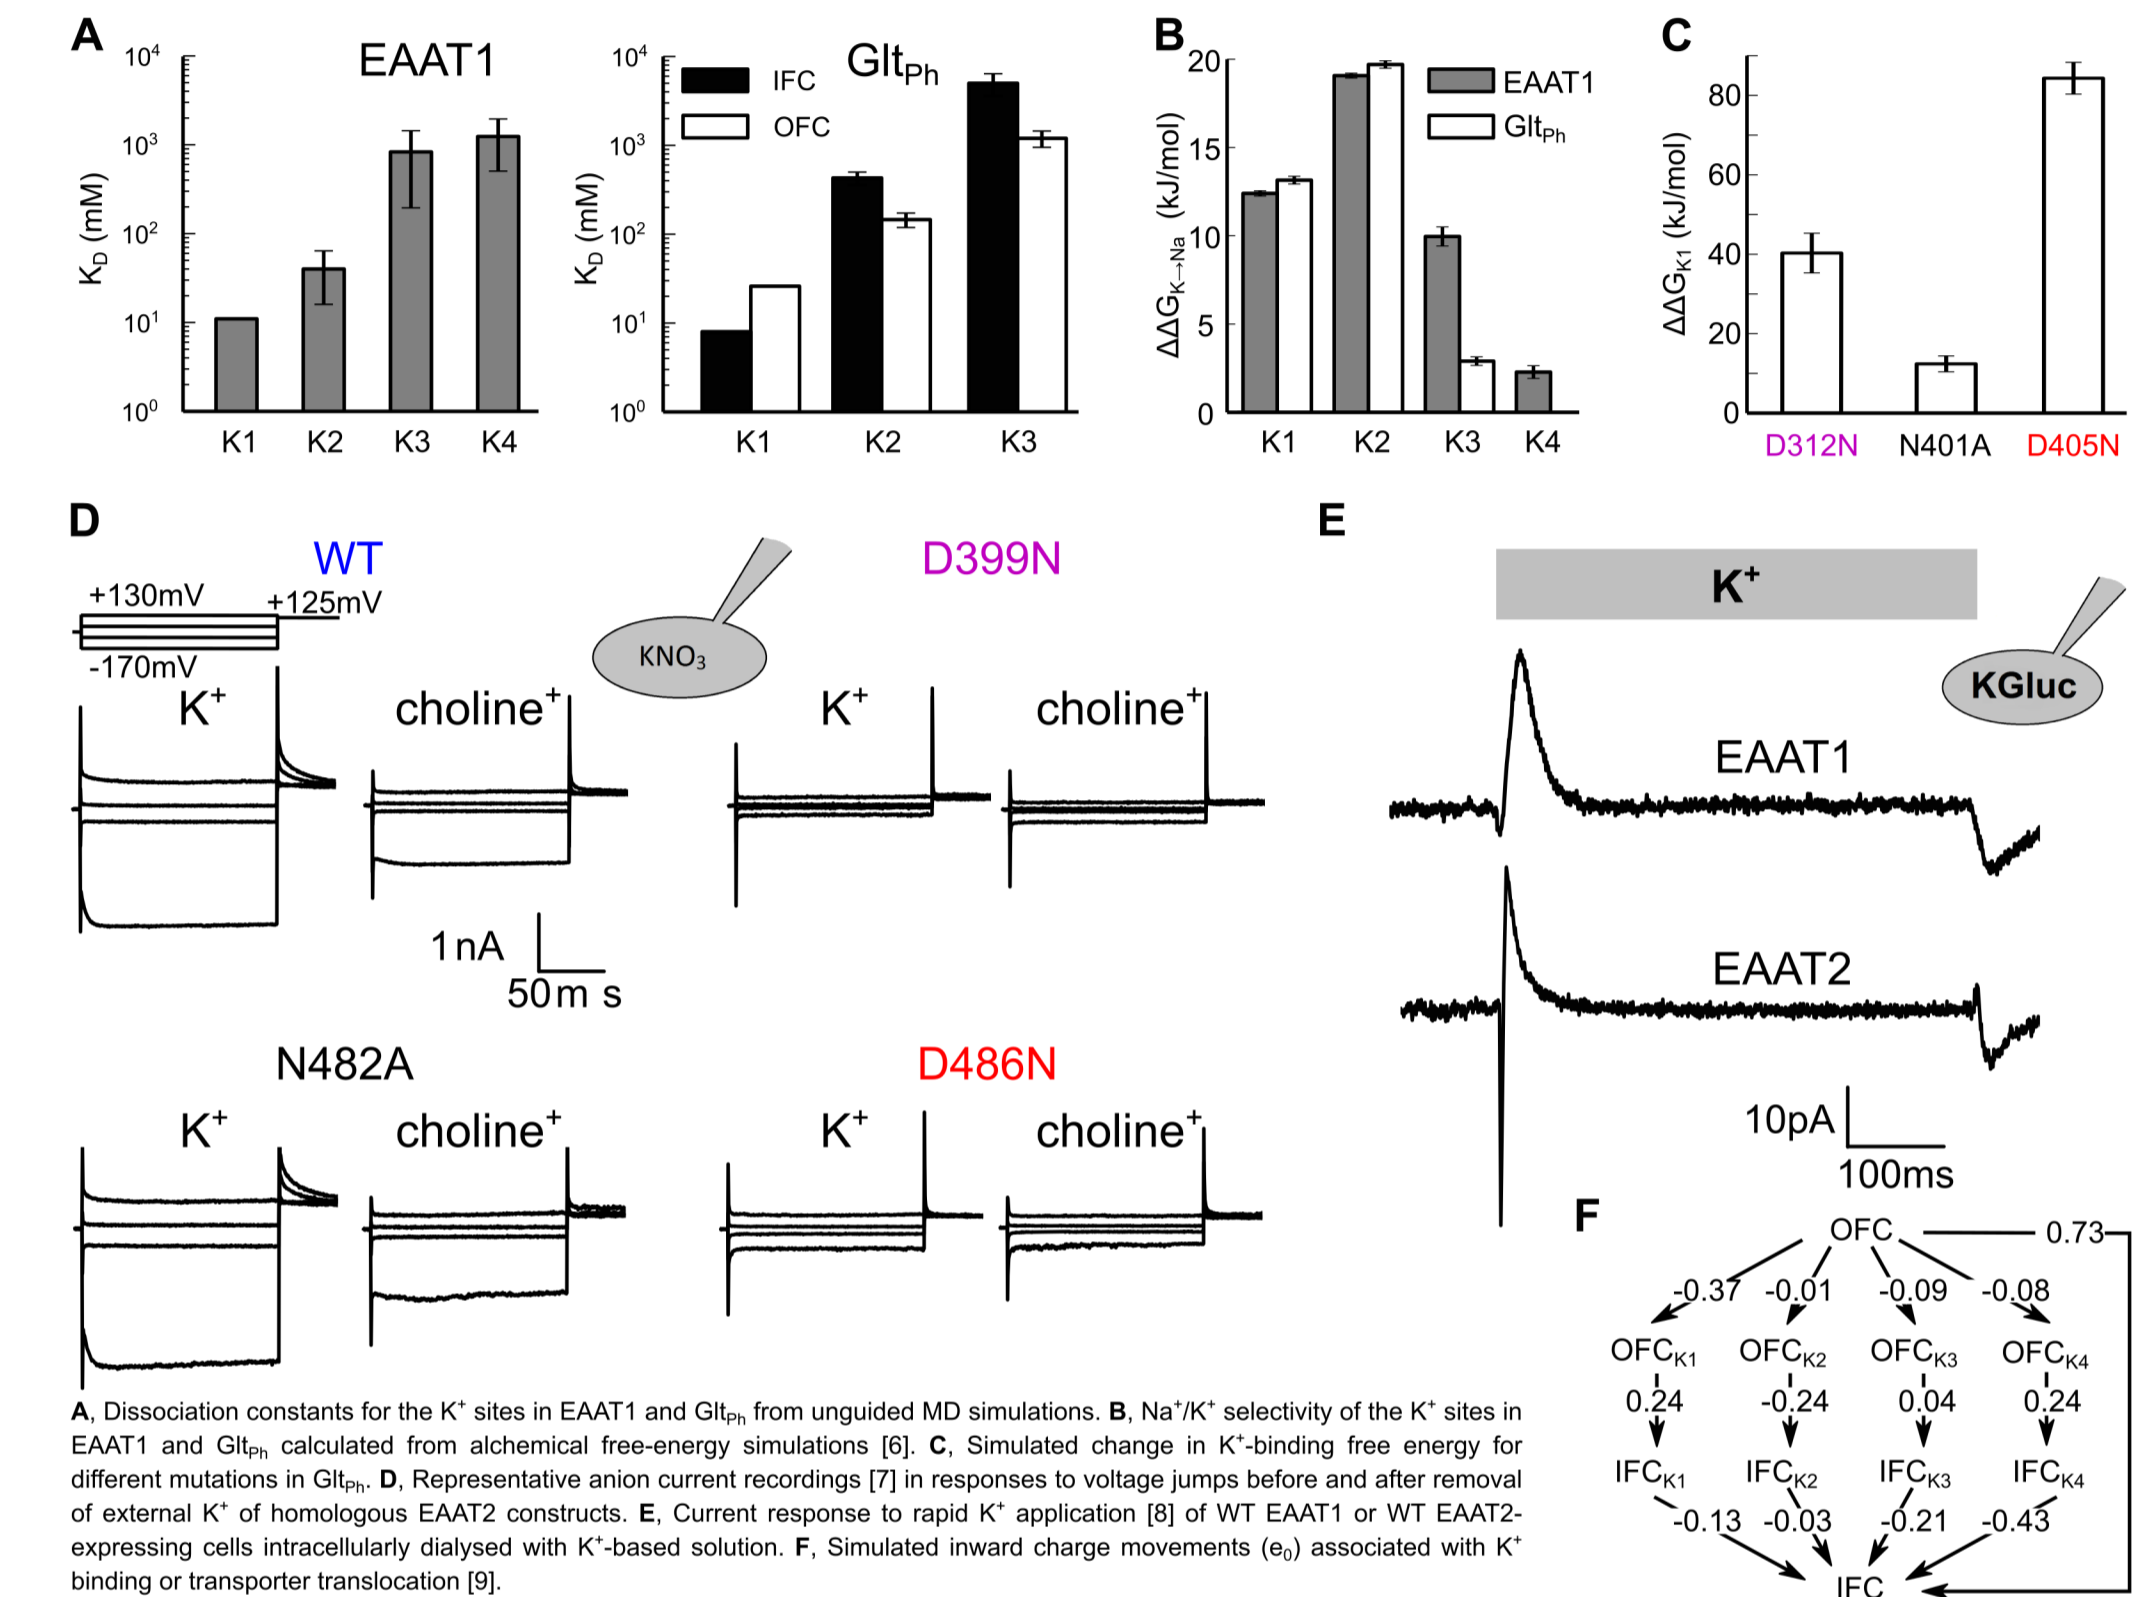 A
EAAT1
Glt_Ph
IFC
OFC
K_D (mM)
10⁴
10³
10²
10¹
10⁰
K1 K2 K3 K4
K_D (mM)
10⁴
10³
10²
10¹
10⁰
K1 K2 K3
B
EAAT1
Glt_Ph
ΔΔG_K→Na (kJ/mol)
20
15
10
5
0
K1 K2 K3 K4
C
ΔΔG_K1 (kJ/mol)
80
60
40
20
0
D312N N401A D405N
D
WT
+130mV
+125mV
-170mV
K⁺ choline⁺
KNO₃
D399N
K⁺ choline⁺
1 nA
50 m s
N482A
K⁺ choline⁺
D486N
K⁺ choline⁺
E
K⁺
KGluc
EAAT1
EAAT2
10pA
100ms
F
OFC 0.73
-0.37 -0.01 -0.09 -0.08
OFC_K1 OFC_K2 OFC_K3 OFC_K4
0.24 -0.24 0.04 0.24
IFC_K1 IFC_K2 IFC_K3 IFC_K4
-0.13 -0.03 -0.21 -0.43
IFC
A, Dissociation constants for the K⁺ sites in EAAT1 and Glt_Ph from unguided MD simulations. B, Na⁺/K⁺ selectivity of the K⁺ sites in
EAAT1 and Glt_Ph calculated from alchemical free-energy simulations [6]. C, Simulated change in K⁺-binding free energy for
different mutations in Glt_Ph. D, Representative anion current recordings [7] in responses to voltage jumps before and after removal
of external K⁺ of homologous EAAT2 constructs. E, Current response to rapid K⁺ application [8] of WT EAAT1 or WT EAAT2-
expressing cells intracellularly dialysed with K⁺-based solution. F, Simulated inward charge movements (e₀) associated with K⁺
binding or transporter translocation [9].